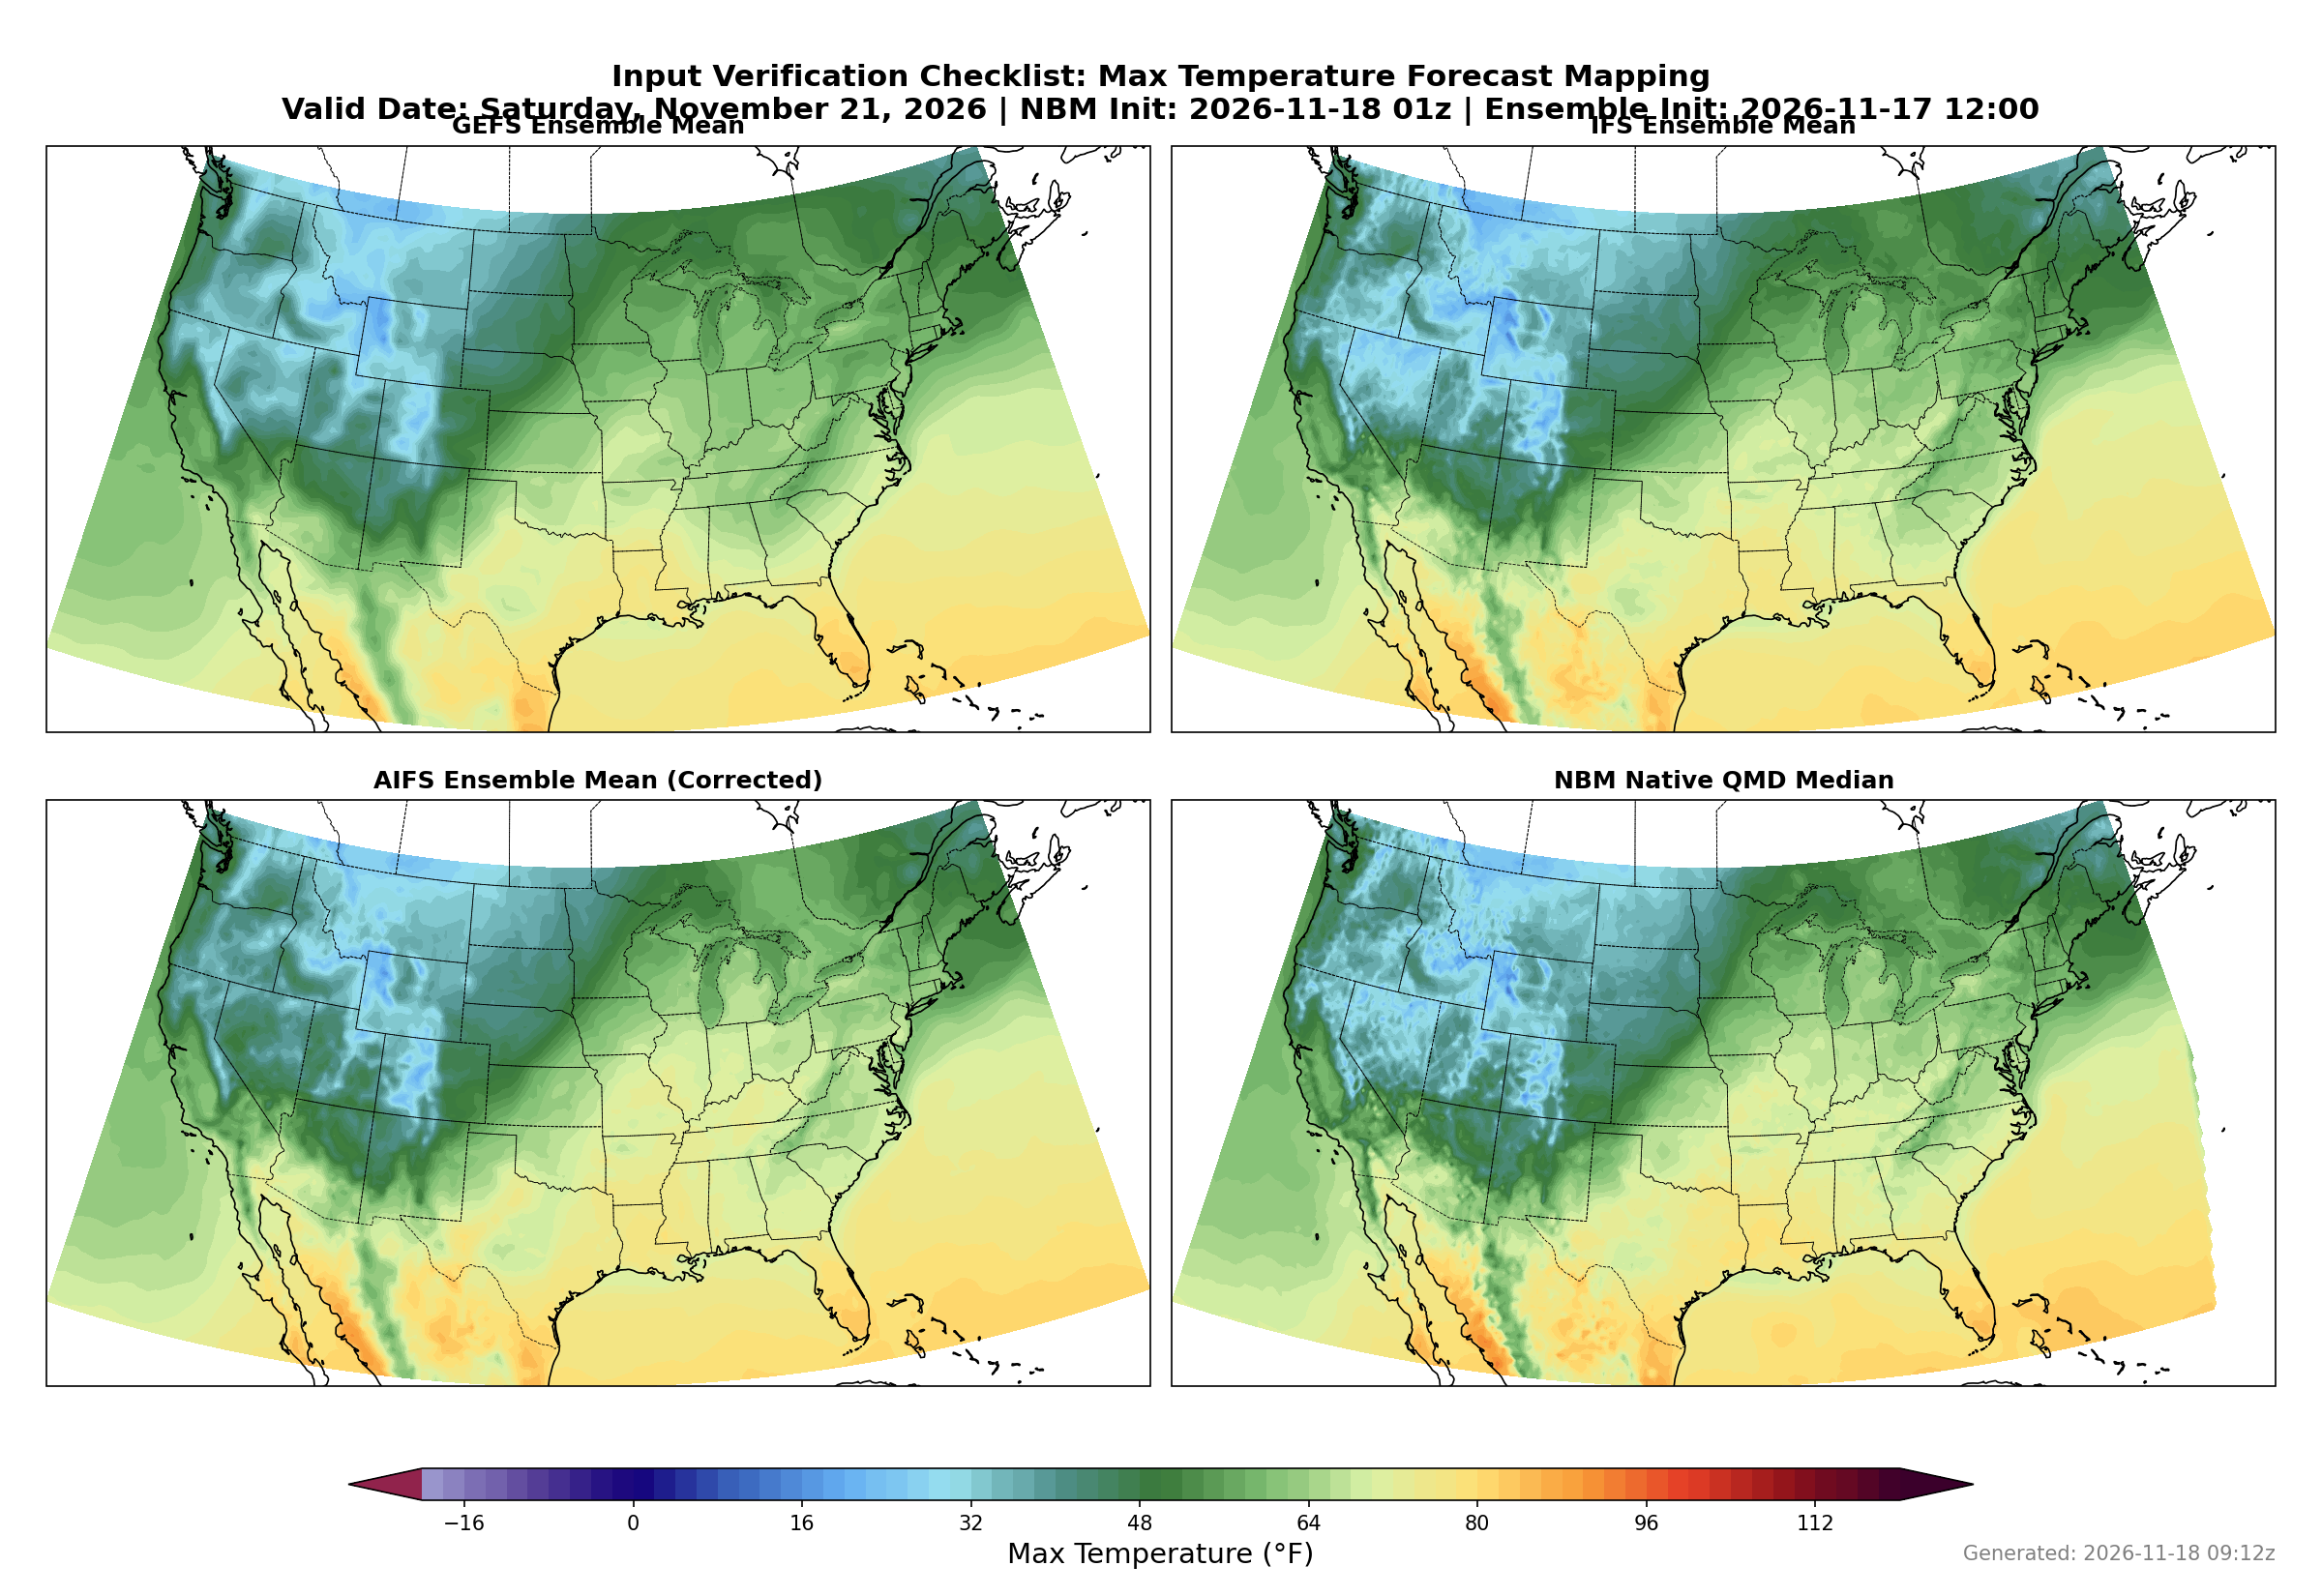 Input Verification Checklist: Max Temperature Forecast Mapping
Valid Date: Saturday, November 21, 2026 | NBM Init: 2026-11-18 01z | Ensemble Init: 2026-11-17 12:00
GEFS Ensemble Mean
IFS Ensemble Mean
AIFS Ensemble Mean (Corrected)
NBM Native QMD Median
−16 0 16 32 48 64 80 96 112
Max Temperature (°F)
Generated: 2026-11-18 09:12z